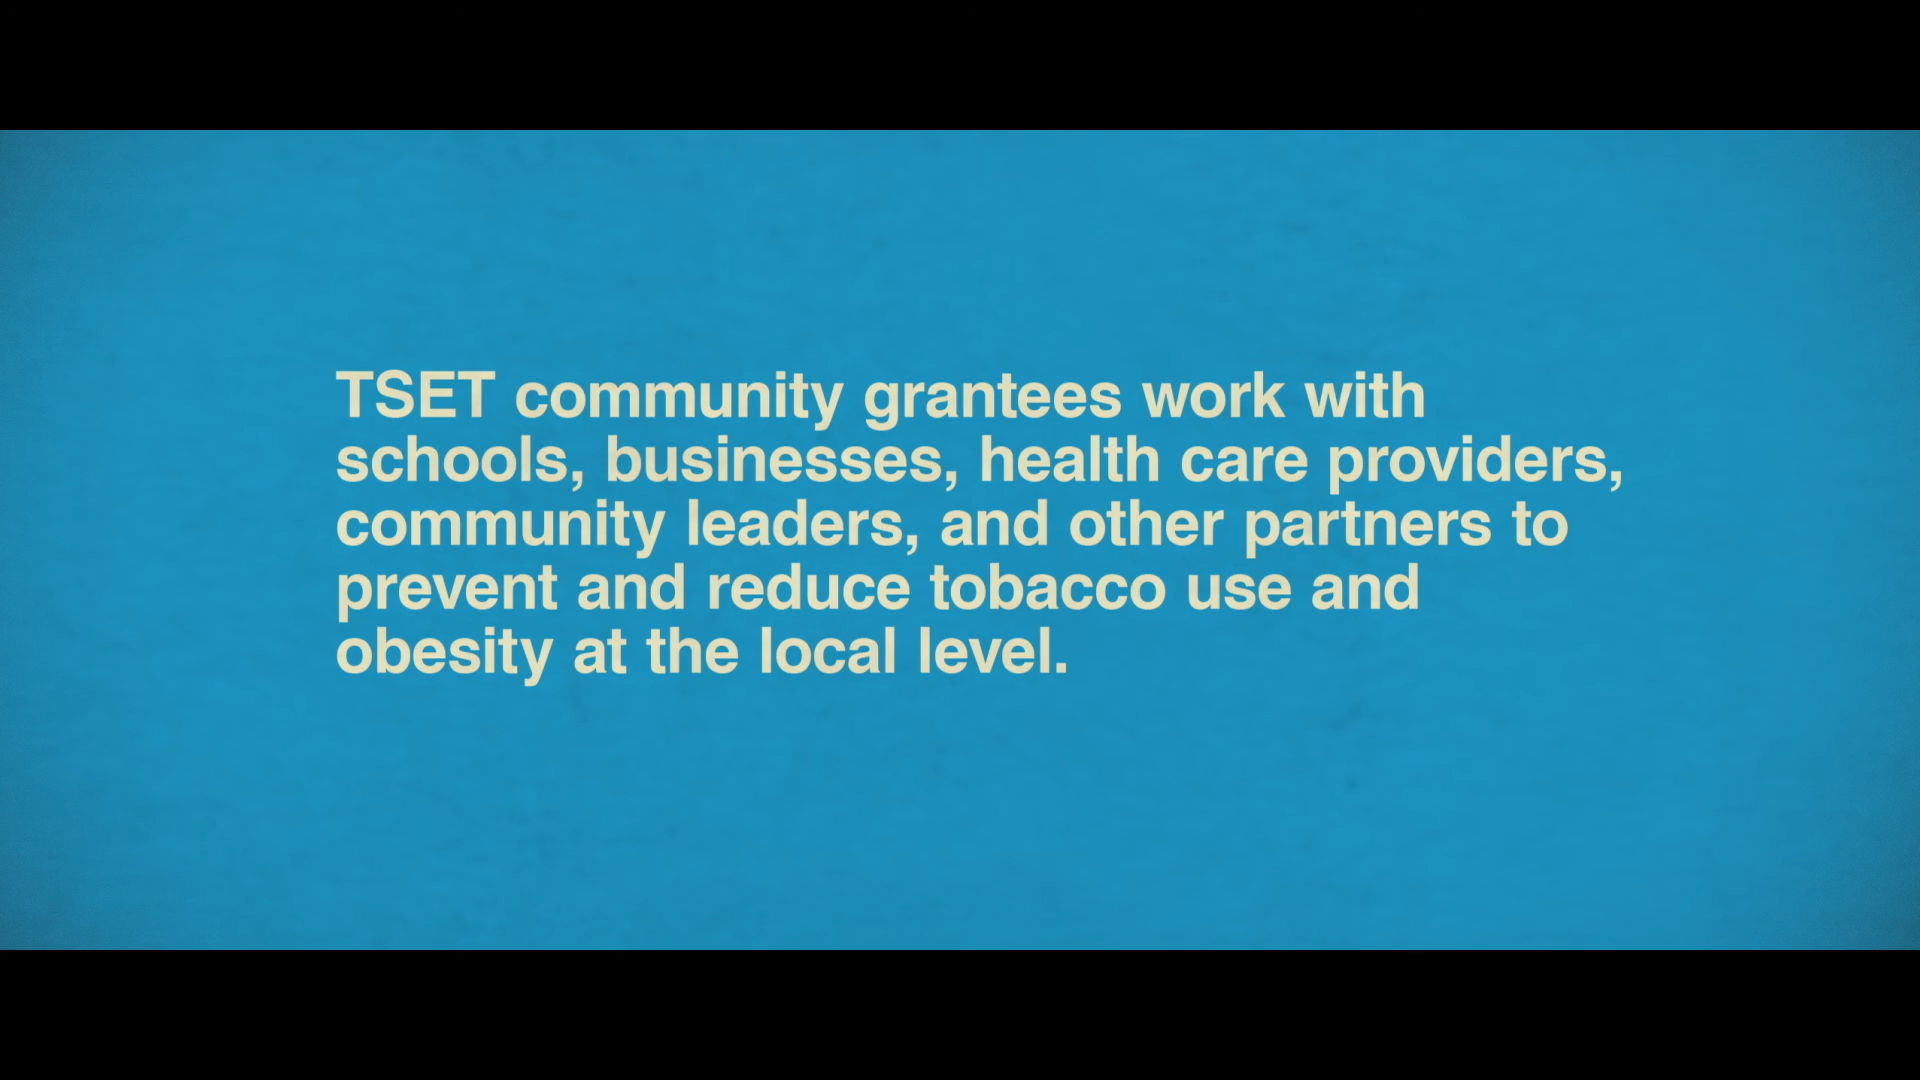 TSET community grantees work with
schools, businesses, health care providers,
community leaders, and other partners to
prevent and reduce tobacco use and
obesity at the local level.